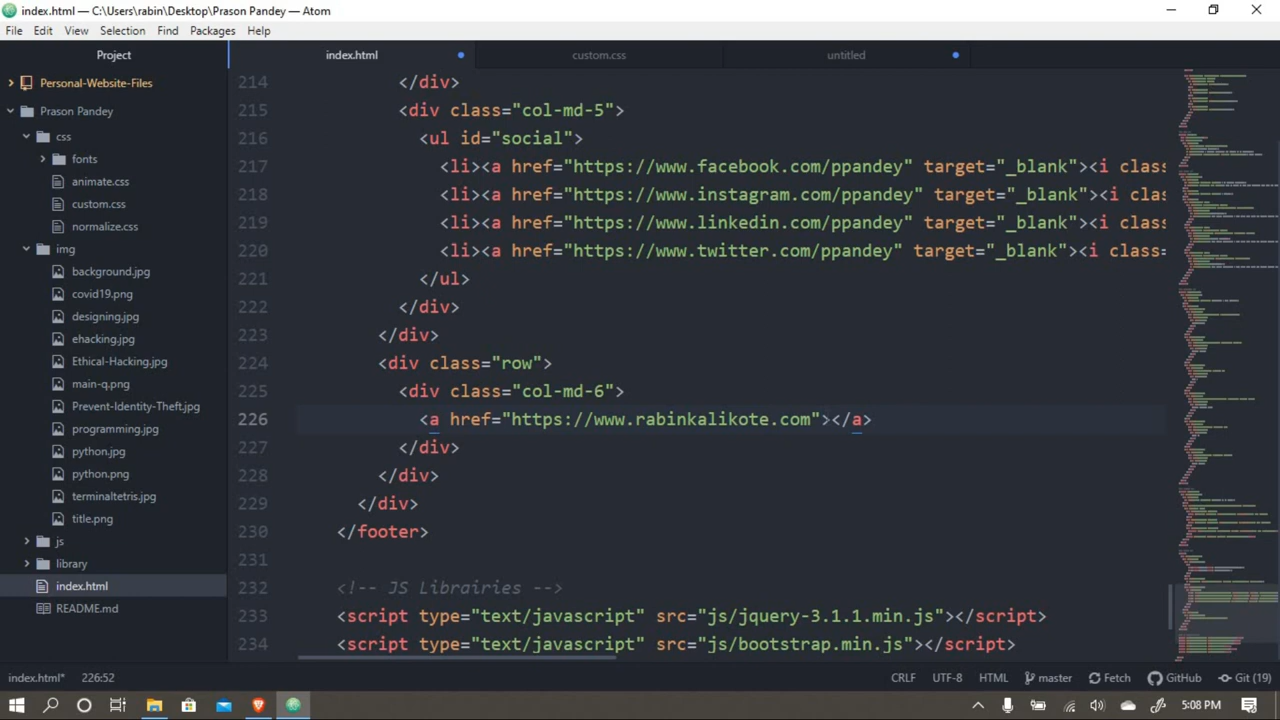 index.html — C:\Users\rabin\Desktop\Prason Pandey — Atom
File Edit View Selection Find Packages Help
Project
Personal-Website-Files
Prason Pandey
css
fonts
animate.css
custom.css
normalize.css
img
background.jpg
covid19.png
designing.jpg
ehacking.jpg
Ethical-Hacking.jpg
main-q.png
Prevent-Identity-Theft.jpg
programming.jpg
python.jpg
python.png
terminaltetris.jpg
title.png
js
library
index.html
README.md
index.html custom.css untitled
214 </div>
215 <div class="col-md-5">
216 <ul id="social">
217 <li><a href="https://www.facebook.com/ppandey" target="_blank"><i class
218 <li><a href="https://www.instagram.com/ppandey" target="_blank"><i clas
219 <li><a href="https://www.linkedin.com/ppandey" target="_blank"><i class
220 <li><a href="https://www.twitter.com/ppandey" target="_blank"><i class=
221 </ul>
222 </div>
223 </div>
224 <div class="row">
225 <div class="col-md-6">
226 <a href="https://www.rabinkalikote.com"></a>
227 </div>
228 </div>
229 </div>
230 </footer>
231
232 <!-- JS Libraires -->
233 <script type="text/javascript" src="js/jquery-3.1.1.min.js"></script>
234 <script type="text/javascript" src="js/bootstrap.min.js"></script>
index.html* 226:52 CRLF UTF-8 HTML master Fetch GitHub Git (19)
5:08 PM